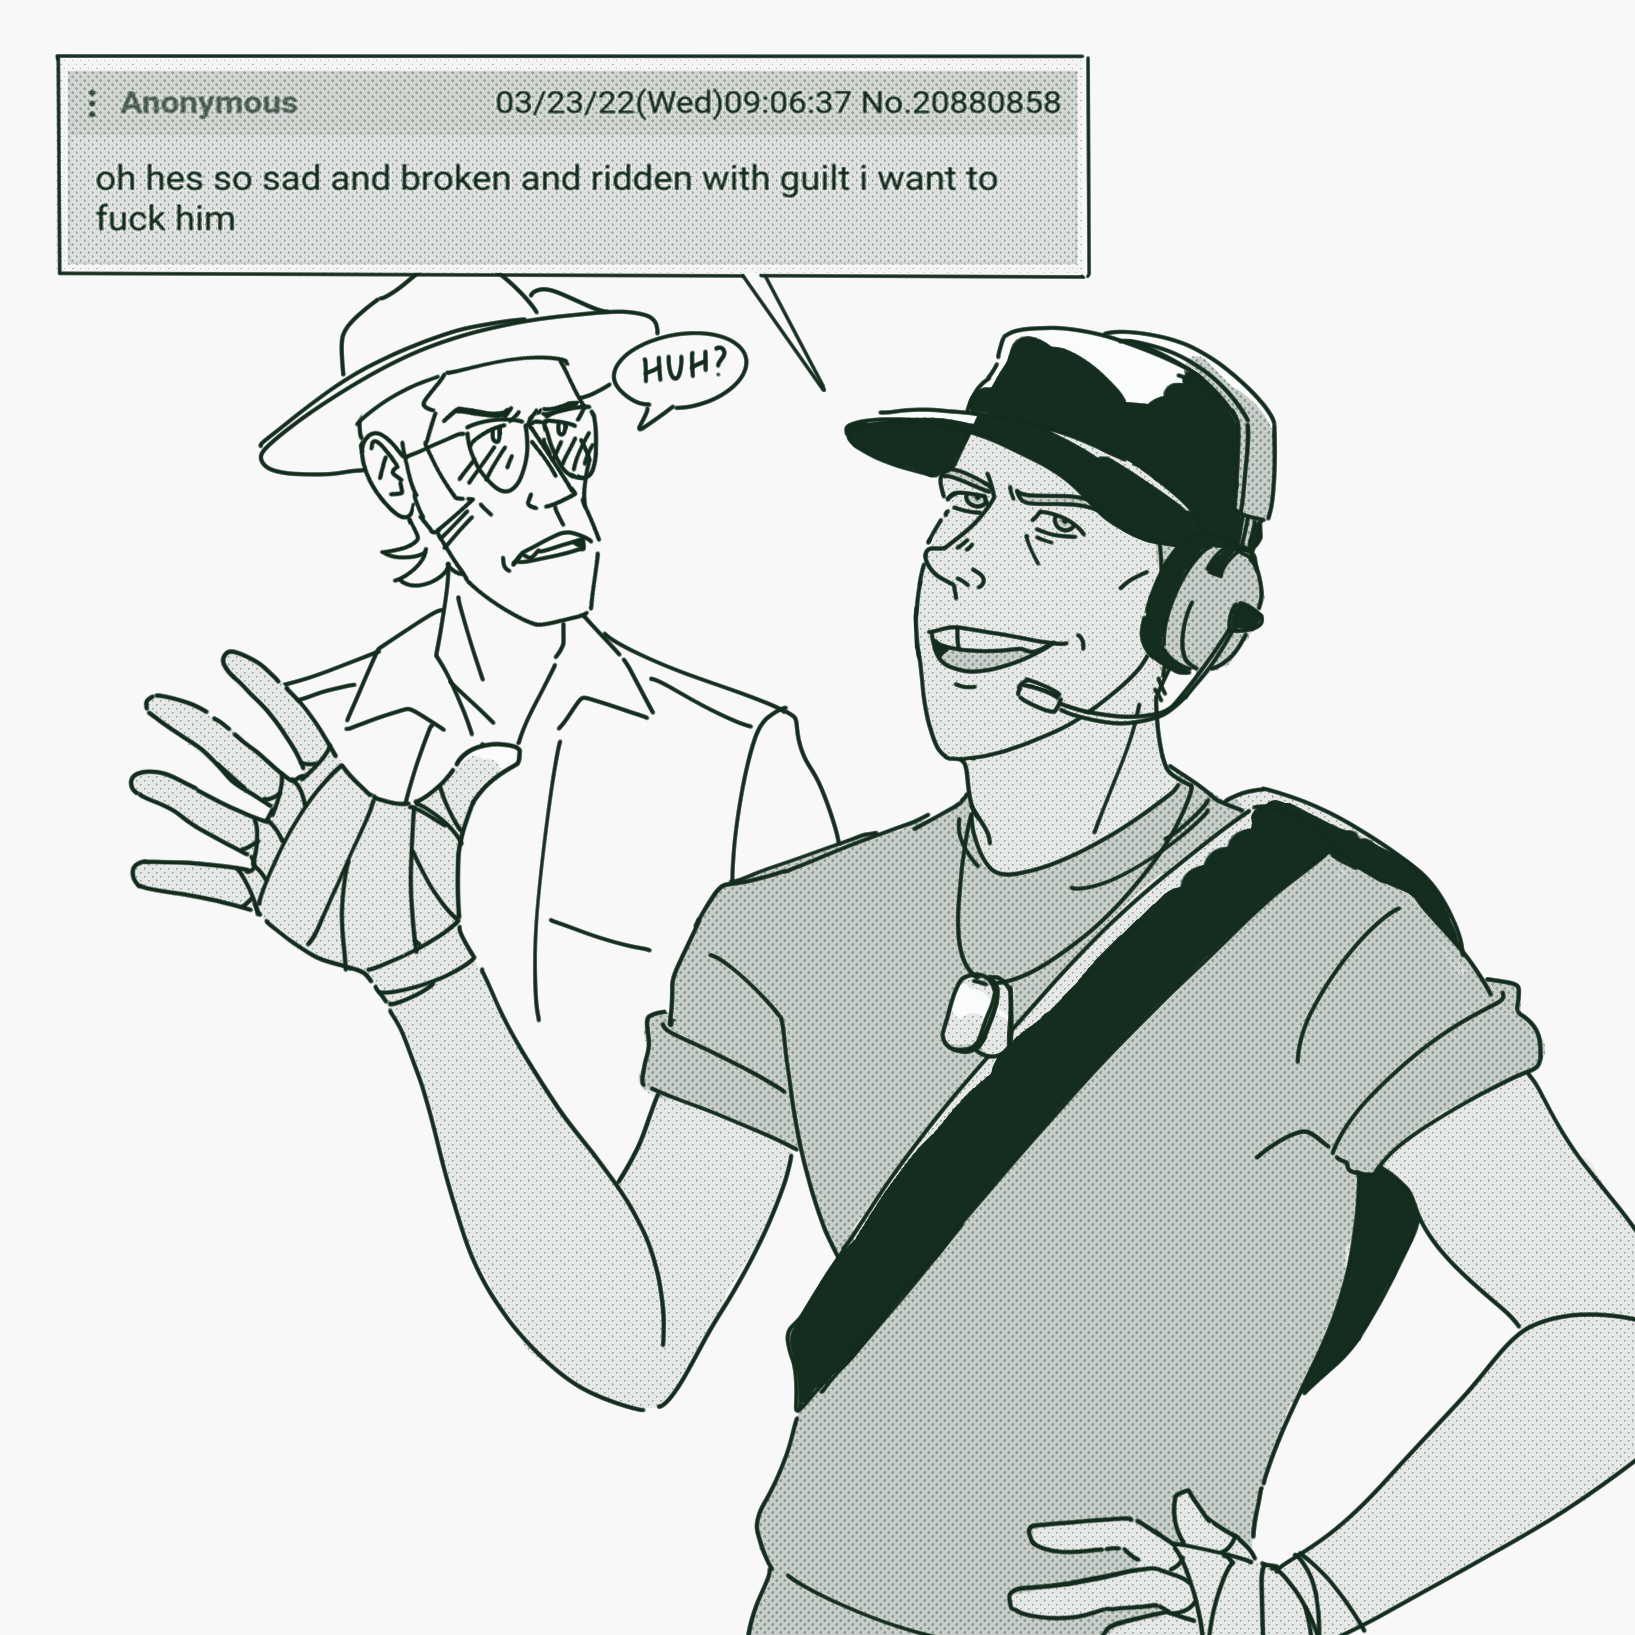 Anonymous 03/23/22(Wed)09:06:37 No.20880858
oh hes so sad and broken and ridden with guilt i want to
fuck him
HUH?